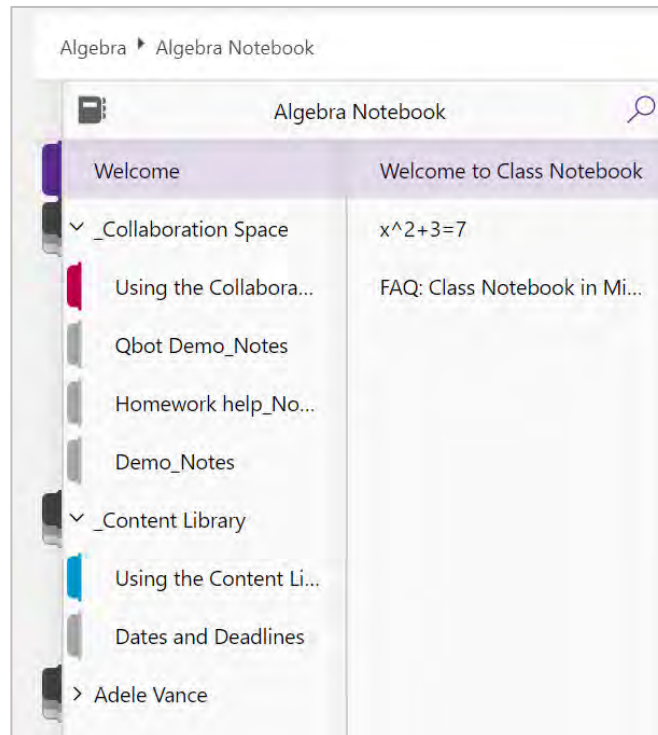 Algebra Algebra Notebook
Algebra Notebook
Welcome
_Collaboration Space
Using the Collabora...
Qbot Demo_Notes
Homework help_No...
Demo_Notes
_Content Library
Using the Content Li...
Dates and Deadlines
Adele Vance
Welcome to Class Notebook
x^2+3=7
FAQ: Class Notebook in Mi...